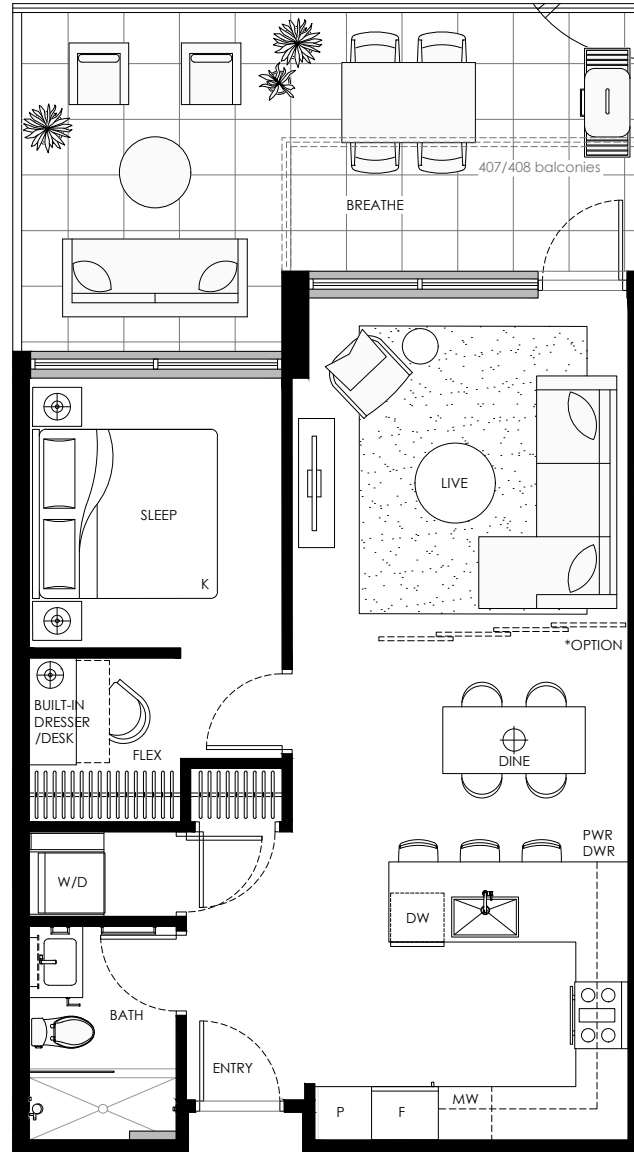 407/408 balconies
BREATHE
LIVE
SLEEP
K
*OPTION
BUILT-IN
DRESSER
/DESK
FLEX
DINE
PWR
DWR
W/D
DW
BATH
ENTRY
MW
P
F